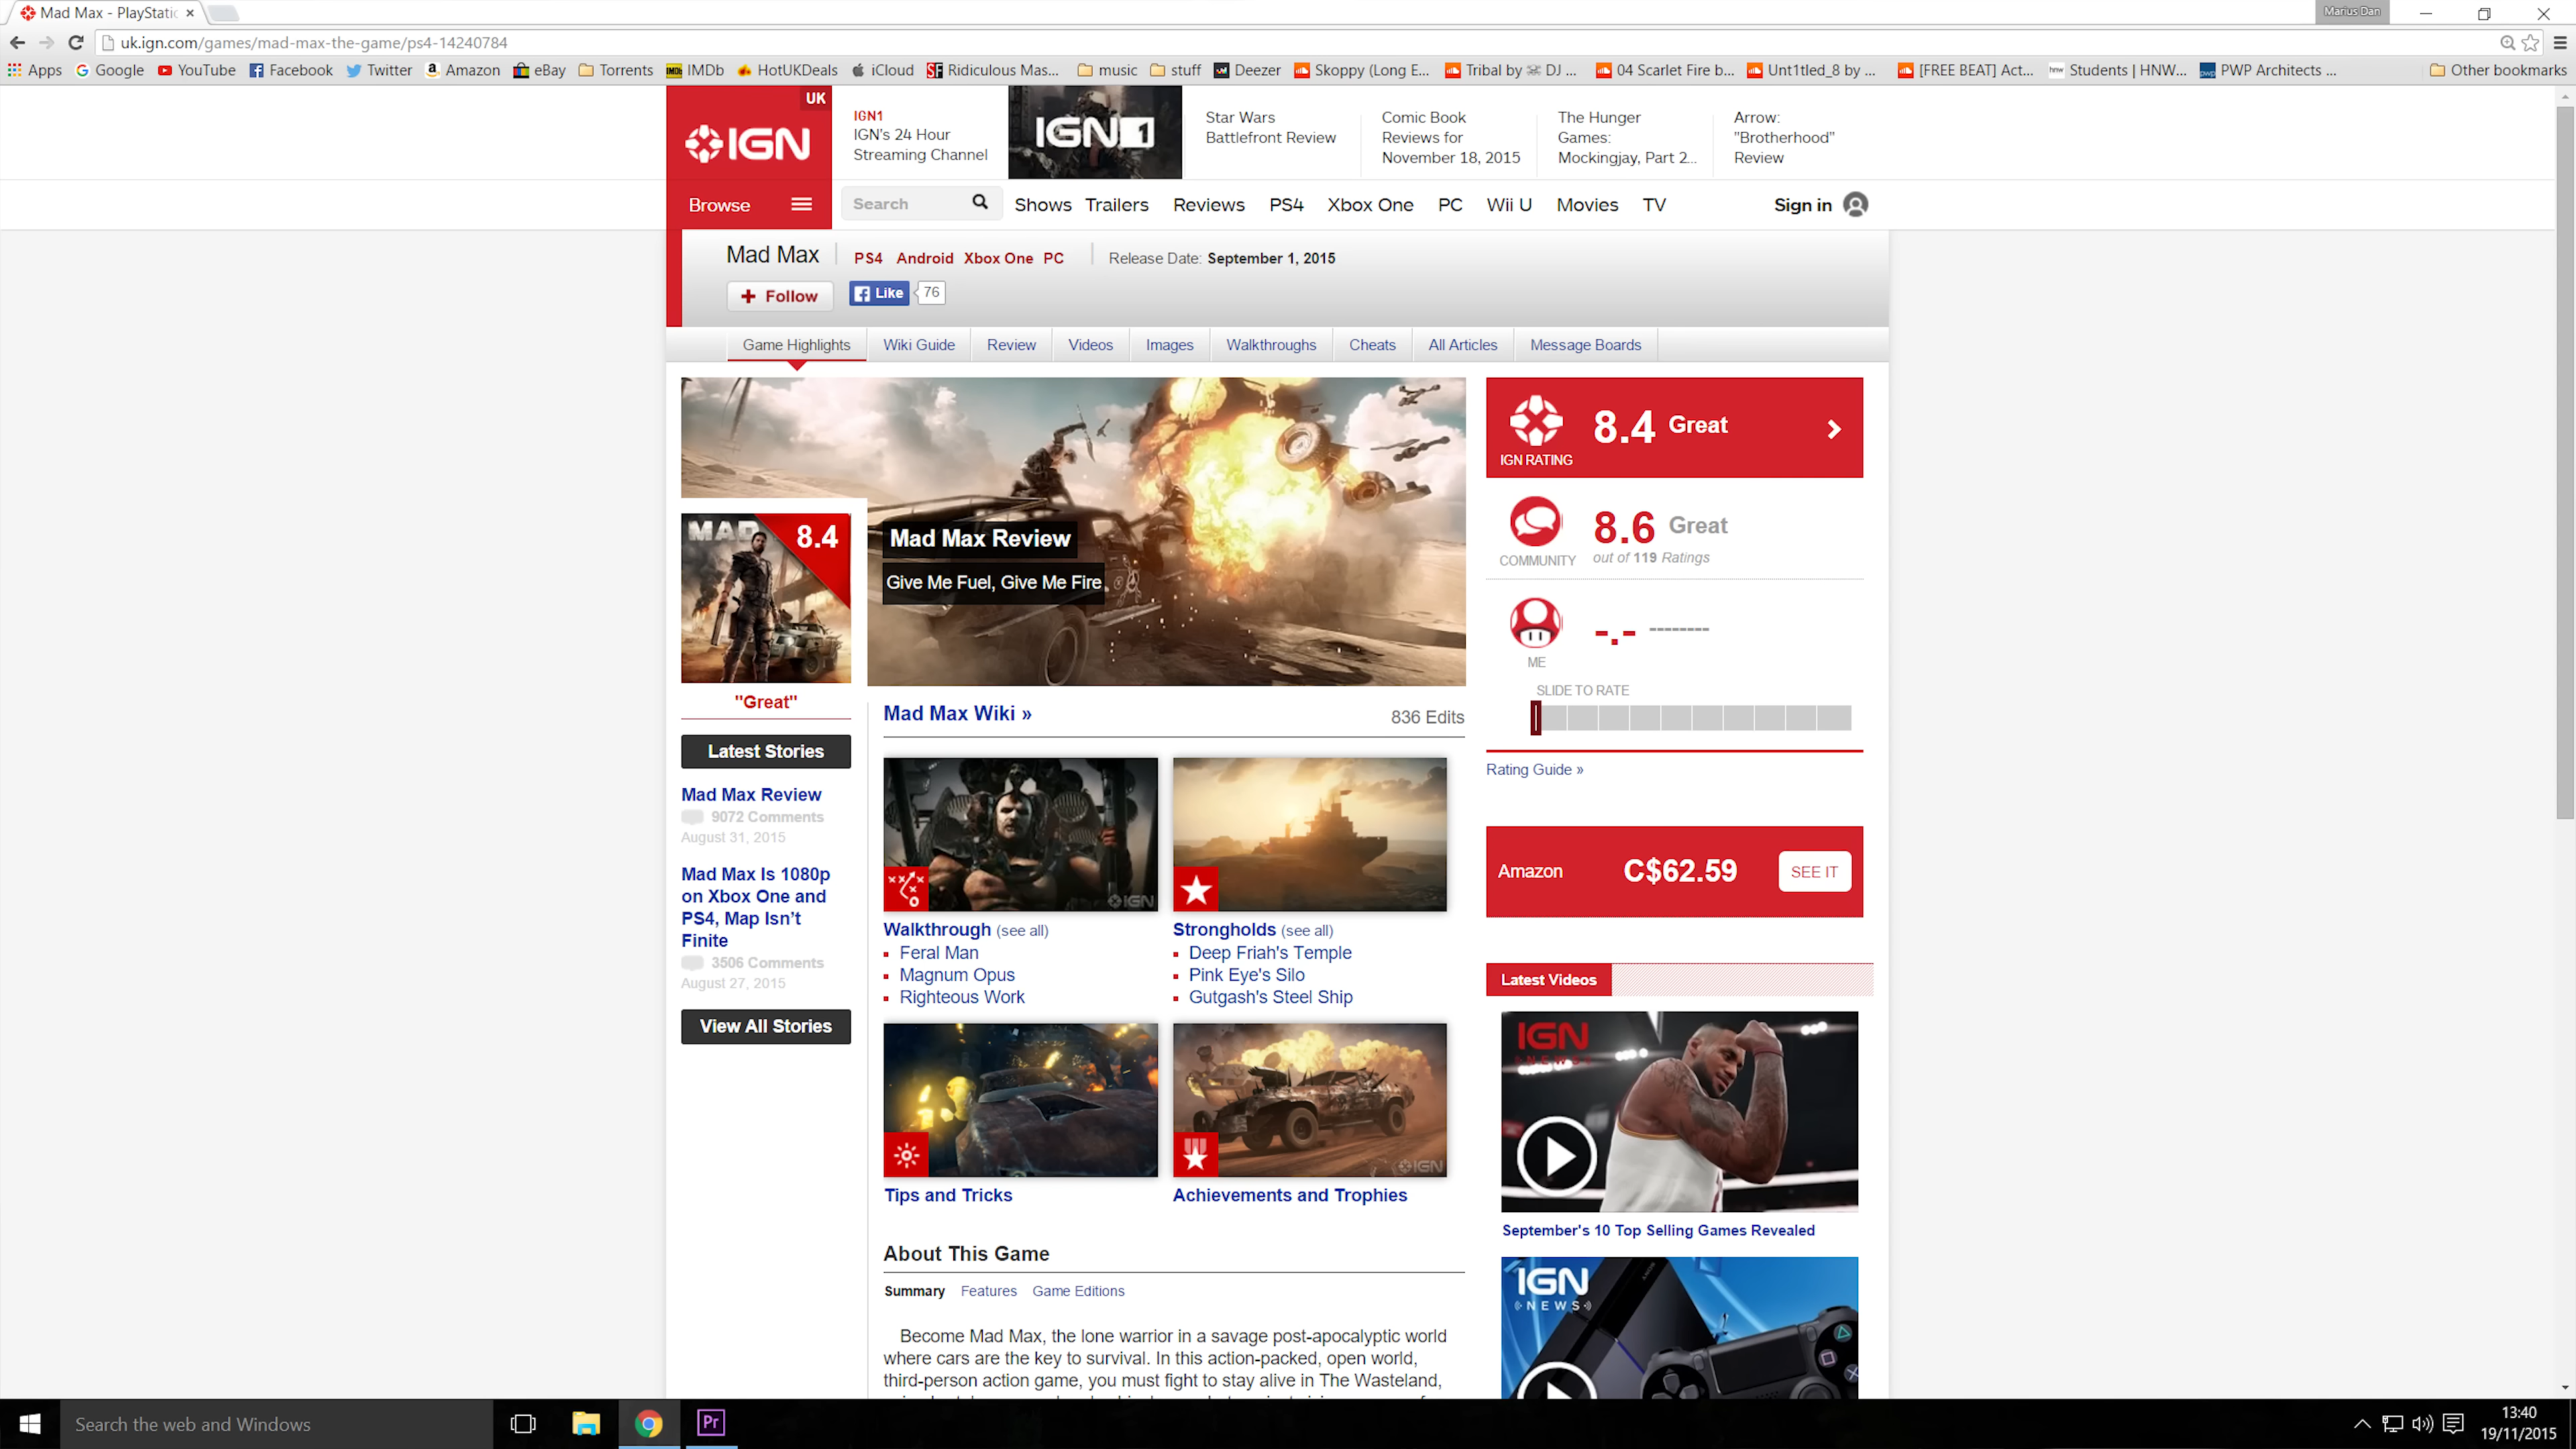 Mad Max - PlayStatio
Marius Dan
uk.ign.com/games/mad-max-the-game/ps4-14240784
Apps Google YouTube Facebook Twitter Amazon eBay Torrents IMDb HotUKDeals iCloud Ridiculous Mas... music stuff Deezer Skoppy (Long E... Tribal by DJ ... 04 Scarlet Fire b... Unt1tled_8 by ... [FREE BEAT] Act... Students | HNW... PWP Architects ... Other bookmarks
UK
IGN
IGN1
IGN's 24 Hour
Streaming Channel
IGN 1
Star Wars
Battlefront Review
Comic Book
Reviews for
November 18, 2015
The Hunger
Games:
Mockingjay, Part 2...
Arrow:
"Brotherhood"
Review
Browse
Search
Shows Trailers Reviews PS4 Xbox One PC Wii U Movies TV
Sign in
Mad Max PS4 Android Xbox One PC Release Date: September 1, 2015
+ Follow Like 76
Game Highlights Wiki Guide Review Videos Images Walkthroughs Cheats All Articles Message Boards
Mad Max Review
Give Me Fuel, Give Me Fire
MAD
8.4
"Great"
Latest Stories
Mad Max Review
9072 Comments
August 31, 2015
Mad Max Is 1080p
on Xbox One and
PS4, Map Isn't
Finite
3506 Comments
August 27, 2015
View All Stories
Mad Max Wiki »
836 Edits
IGN
Walkthrough (see all)
Feral Man
Magnum Opus
Righteous Work
Strongholds (see all)
Deep Friah's Temple
Pink Eye's Silo
Gutgash's Steel Ship
Tips and Tricks
IGN
Achievements and Trophies
About This Game
Summary Features Game Editions
Become Mad Max, the lone warrior in a savage post-apocalyptic world
where cars are the key to survival. In this action-packed, open world,
third-person action game, you must fight to stay alive in The Wasteland,
IGN RATING
8.4 Great
COMMUNITY
8.6 Great
out of 119 Ratings
ME
-.- --------
SLIDE TO RATE
Rating Guide »
Amazon C$62.59 SEE IT
Latest Videos
IGN
NEWS
September's 10 Top Selling Games Revealed
IGN
NEWS
Search the web and Windows
Pr
13:40
19/11/2015